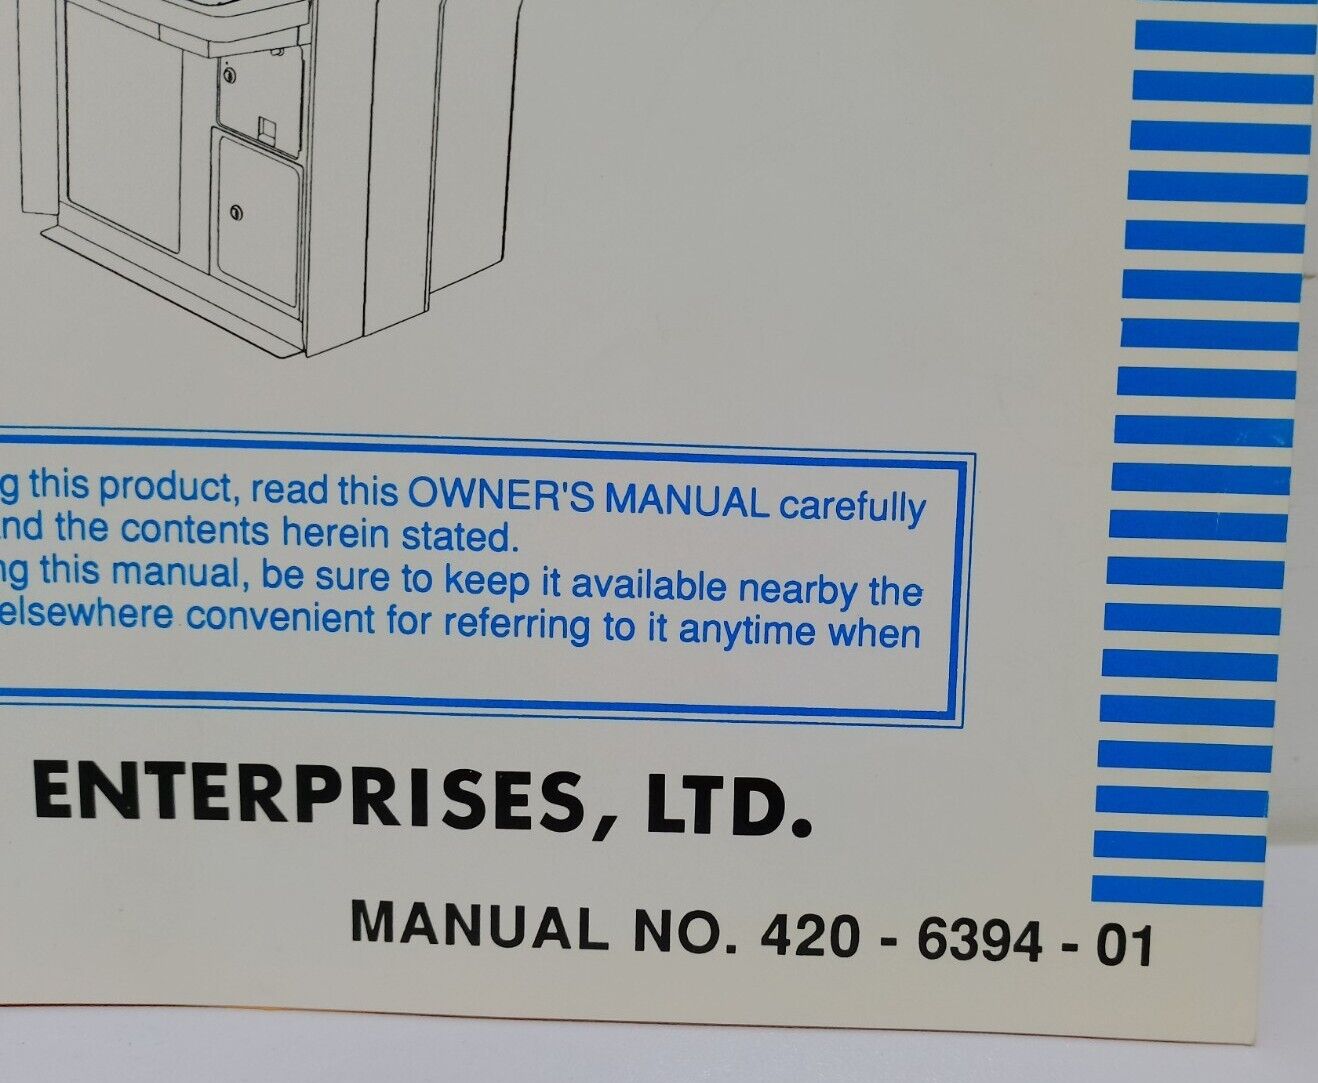 this product, read this OWNER'S MANUAL carefully
the contents herein stated.
this manual, be sure to keep it available nearby the
elsewhere convenient for referring to it anytime when
ENTERPRISES, LTD.
MANUAL NO. 420 - 6394 - 01